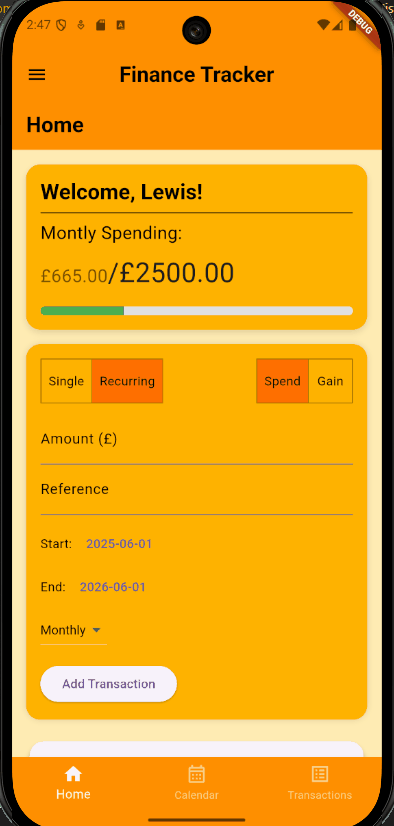 2:47
DEBUG
Finance Tracker
Home
Welcome, Lewis!
Montly Spending:
£665.00/£2500.00
Single Recurring Spend Gain
Amount (£)
Reference
Start: 2025-06-01
End: 2026-06-01
Monthly
Add Transaction
Home Calendar Transactions